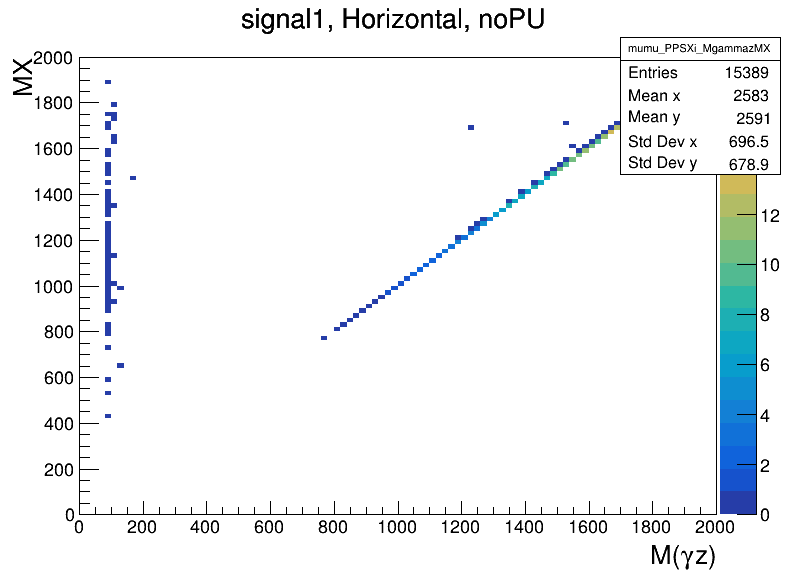 signal1, Horizontal, noPU
mumu_PPSXi_MgammazMX
Entries 15389
Mean x 2583
Mean y 2591
Std Dev x 696.5
Std Dev y 678.9
MX
2000
1800
1600
1400
1200
1000
800
600
400
200
0
12
10
8
6
4
2
0
0 200 400 600 800 1000 1200 1400 1600 1800 2000
M(γz)